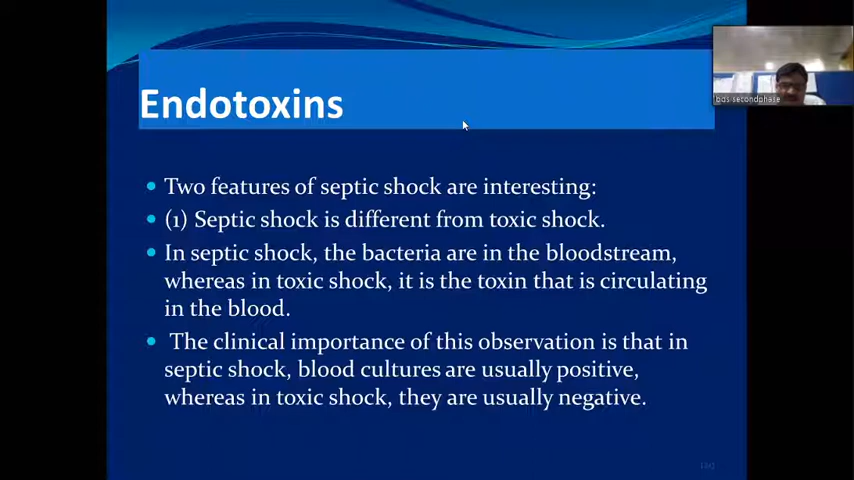 Endotoxins
bds secondphase
• Two features of septic shock are interesting:
• (1) Septic shock is different from toxic shock.
• In septic shock, the bacteria are in the bloodstream,
whereas in toxic shock, it is the toxin that is circulating
in the blood.
• The clinical importance of this observation is that in
septic shock, blood cultures are usually positive,
whereas in toxic shock, they are usually negative.